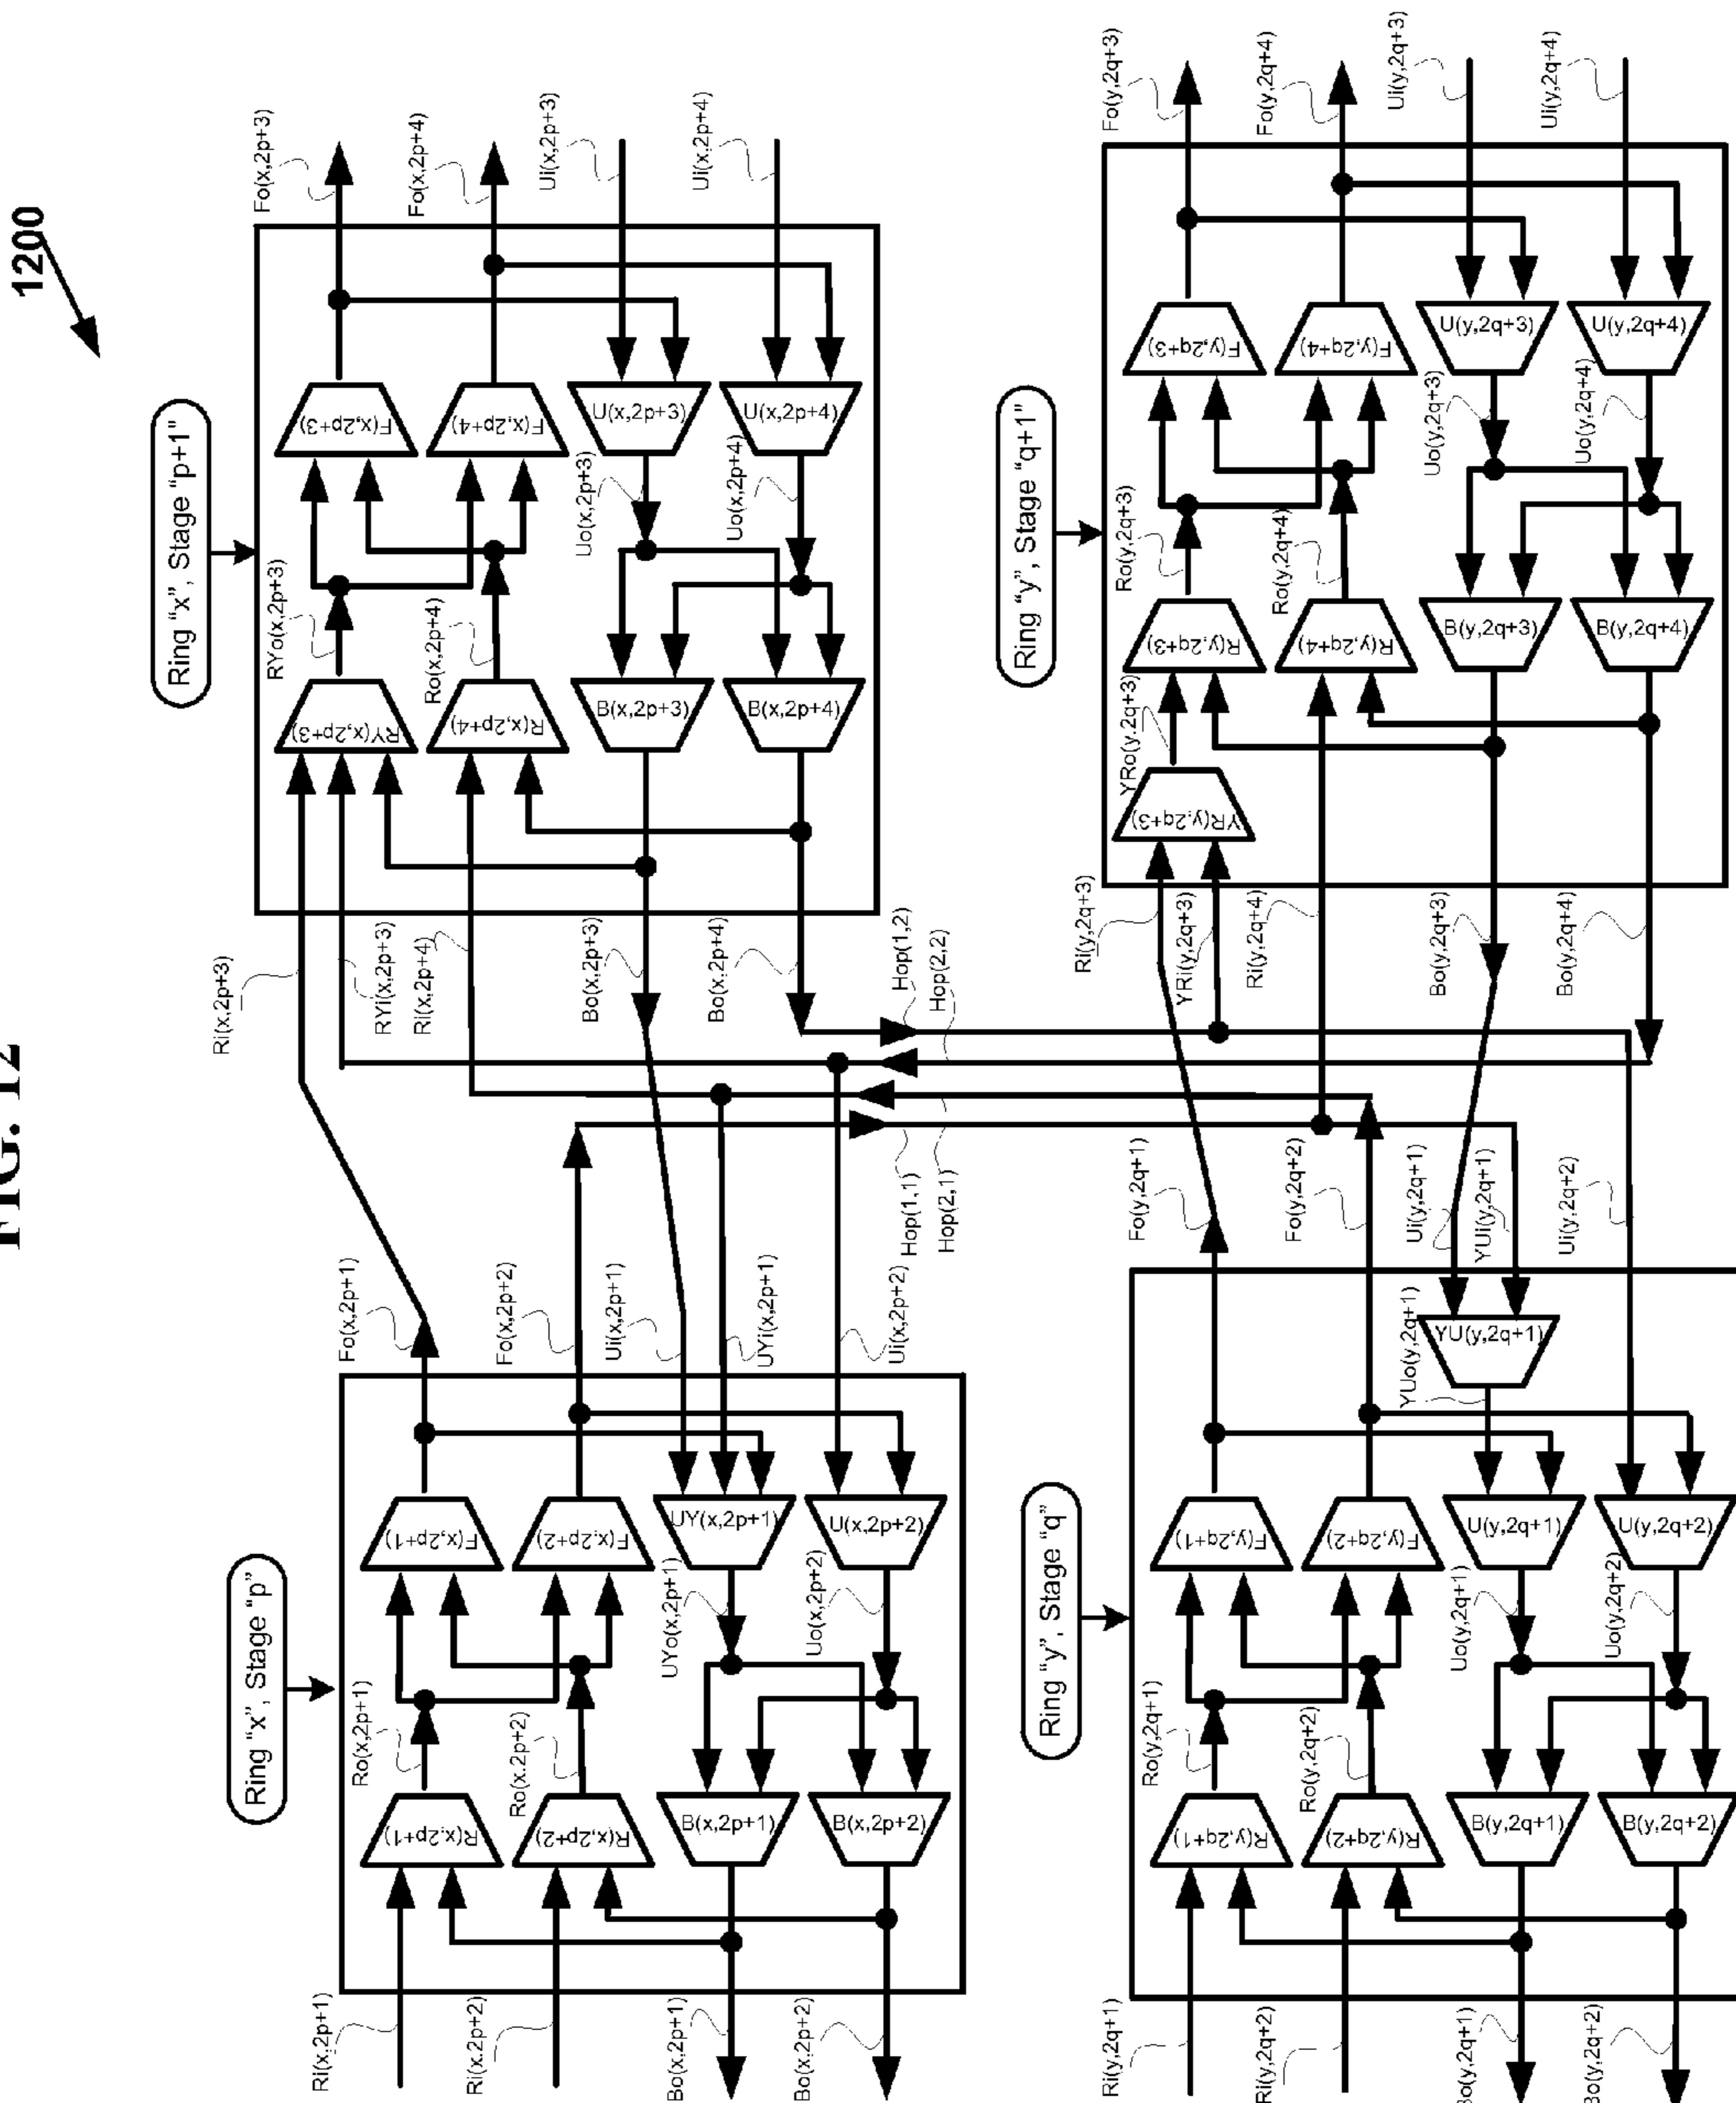 1200
FIG. 12
Ring "x", Stage "p+1"
Fo(x,2p+3)
Fo(x,2p+4)
Ui(x,2p+3)
Ui(x,2p+4)
F(x,2p+3)
F(x,2p+4)
U(x,2p+3)
U(x,2p+4)
RYo(x,2p+3)
Ro(x,2p+4)
Uo(x,2p+3)
Uo(x,2p+4)
RY(x,2p+3)
R(x,2p+4)
B(x,2p+3)
B(x,2p+4)
Ri(x,2p+3)
RYi(x,2p+3)
Ri(x,2p+4)
Bo(x,2p+3)
Bo(x,2p+4)
Hop(1,2)
Hop(2,2)
Hop(1,1)
Hop(2,1)
Ring "y", Stage "q+1"
Fo(y,2q+3)
Fo(y,2q+4)
Ui(y,2q+3)
Ui(y,2q+4)
F(y,2q+3)
F(y,2q+4)
U(y,2q+3)
U(y,2q+4)
Ro(y,2q+3)
Ro(y,2q+4)
Uo(y,2q+3)
Uo(y,2q+4)
R(y,2q+3)
R(y,2q+4)
B(y,2q+3)
B(y,2q+4)
YRo(y,2q+3)
YR(y,2q+3)
Ri(y,2q+3)
YRi(y,2q+3)
Ri(y,2q+4)
Bo(y,2q+3)
Bo(y,2q+4)
Ring "x", Stage "p"
Fo(x,2p+1)
Fo(x,2p+2)
Ui(x,2p+1)
UYi(x,2p+1)
Ui(x,2p+2)
F(x,2p+1)
F(x,2p+2)
UY(x,2p+1)
U(x,2p+2)
Ro(x,2p+1)
Ro(x,2p+2)
UYo(x,2p+1)
Uo(x,2p+2)
R(x,2p+1)
R(x,2p+2)
B(x,2p+1)
B(x,2p+2)
Ri(x,2p+1)
Ri(x,2p+2)
Bo(x,2p+1)
Bo(x,2p+2)
Ring "y", Stage "q"
Fo(y,2q+1)
Fo(y,2q+2)
Ui(y,2q+1)
YUi(y,2q+1)
Ui(y,2q+2)
YU(y,2q+1)
YUo(y,2q+1)
F(y,2q+1)
F(y,2q+2)
U(y,2q+1)
U(y,2q+2)
Ro(y,2q+1)
Ro(y,2q+2)
Uo(y,2q+1)
Uo(y,2q+2)
R(y,2q+1)
R(y,2q+2)
B(y,2q+1)
B(y,2q+2)
Ri(y,2q+1)
Ri(y,2q+2)
Bo(y,2q+1)
Bo(y,2q+2)